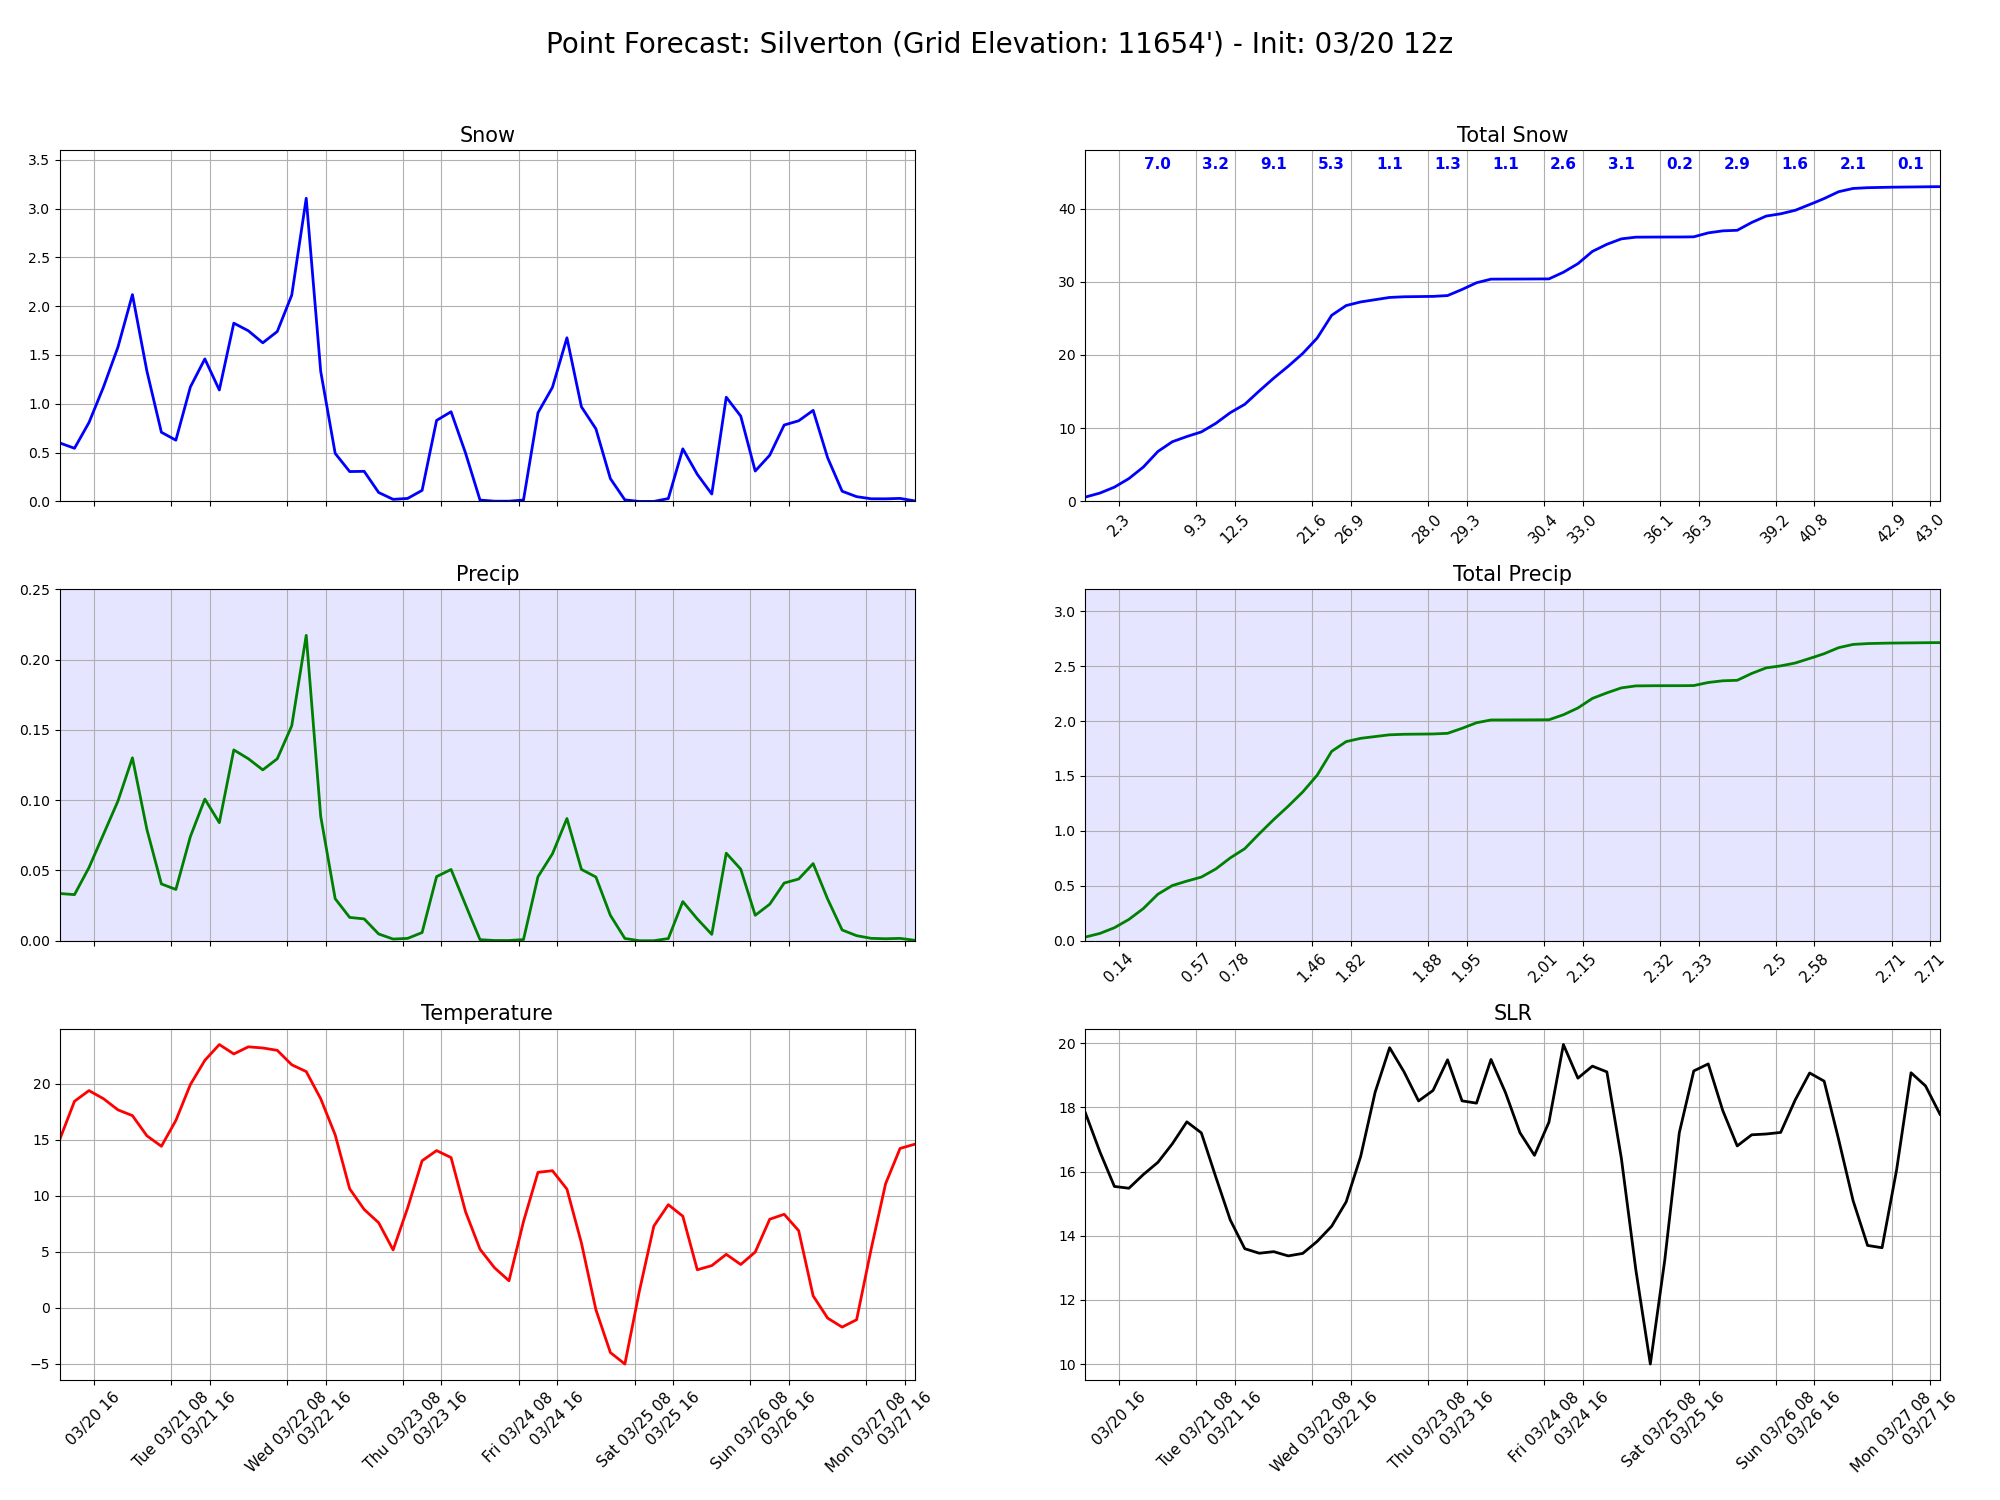 Point Forecast: Silverton (Grid Elevation: 11654') - Init: 03/20 12z
Snow
3.5
3.0
2.5
2.0
1.5
1.0
0.5
0.0
Total Snow
7.0 3.2 9.1 5.3 1.1 1.3 1.1 2.6 3.1 0.2 2.9 1.6 2.1 0.1
40
30
20
10
0
2.3 9.3 12.5 21.6 26.9 28.0 29.3 30.4 33.0 36.1 36.3 39.2 40.8 42.9 43.0
Precip
0.25
0.20
0.15
0.10
0.05
0.00
Total Precip
3.0
2.5
2.0
1.5
1.0
0.5
0.0
0.14 0.57 0.78 1.46 1.82 1.88 1.95 2.01 2.15 2.32 2.33 2.5 2.58 2.71 2.71
Temperature
20
15
10
5
0
−5
03/20 16
Tue 03/21 08
03/21 16
Wed 03/22 08
03/22 16
Thu 03/23 08
03/23 16
Fri 03/24 08
03/24 16
Sat 03/25 08
03/25 16
Sun 03/26 08
03/26 16
Mon 03/27 08
03/27 16
SLR
20
18
16
14
12
10
03/20 16
Tue 03/21 08
03/21 16
Wed 03/22 08
03/22 16
Thu 03/23 08
03/23 16
Fri 03/24 08
03/24 16
Sat 03/25 08
03/25 16
Sun 03/26 08
03/26 16
Mon 03/27 08
03/27 16